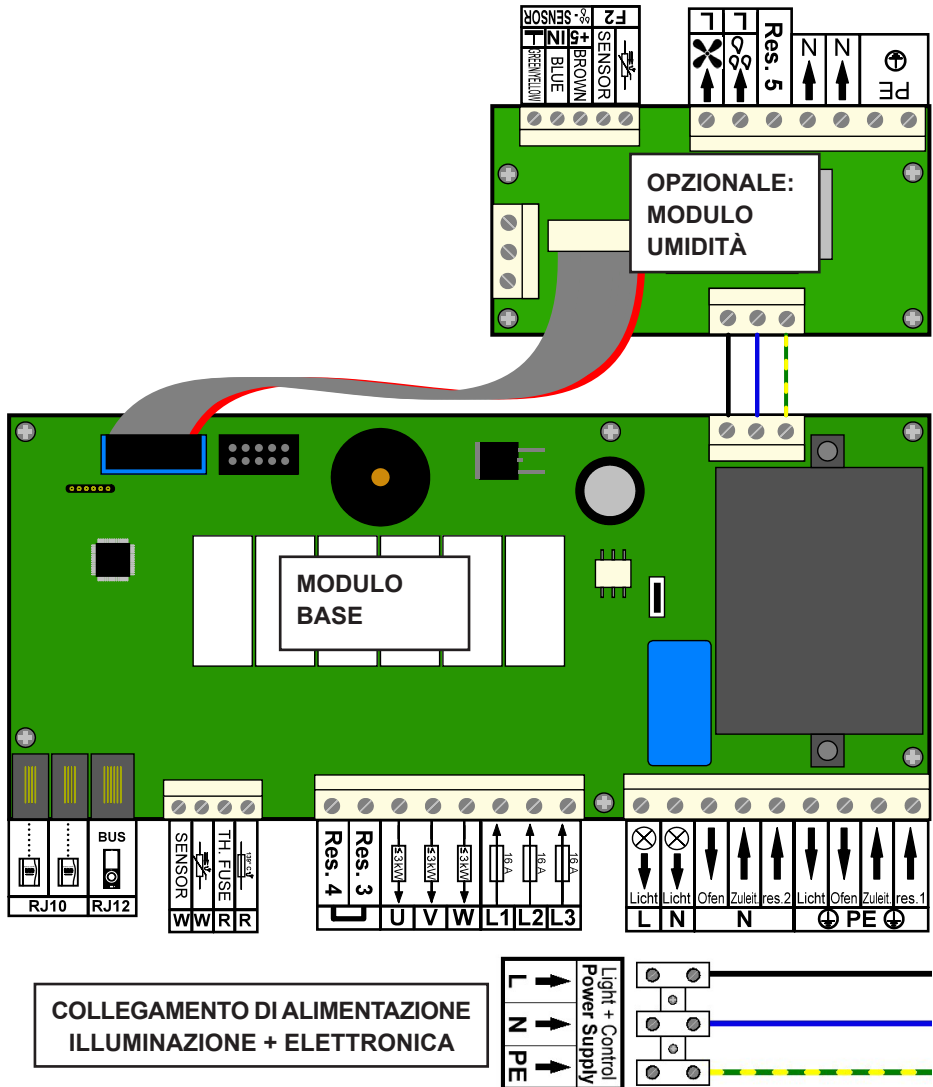 ⚬⚬ - SENSOR
F2
⊥
IN
+5
GREENYELLOW
BLUE
BROWN
SENSOR
L
L
Res. 5
N
N
PE
OPZIONALE:
MODULO
UMIDITÀ
MODULO
BASE
BUS
RJ10
RJ12
SENSOR
TH. FUSE
W
W
R
R
Res. 4
Res. 3
≤3kW
≤3kW
≤3kW
16 A
16 A
16 A
U
V
W
L1
L2
L3
Licht
Licht
Ofen
Zuleit.
res.2
Licht
Ofen
Zuleit.
res.1
L
N
N
PE
COLLEGAMENTO DI ALIMENTAZIONE
ILLUMINAZIONE + ELETTRONICA
Light + Control
Power Supply
L
N
PE